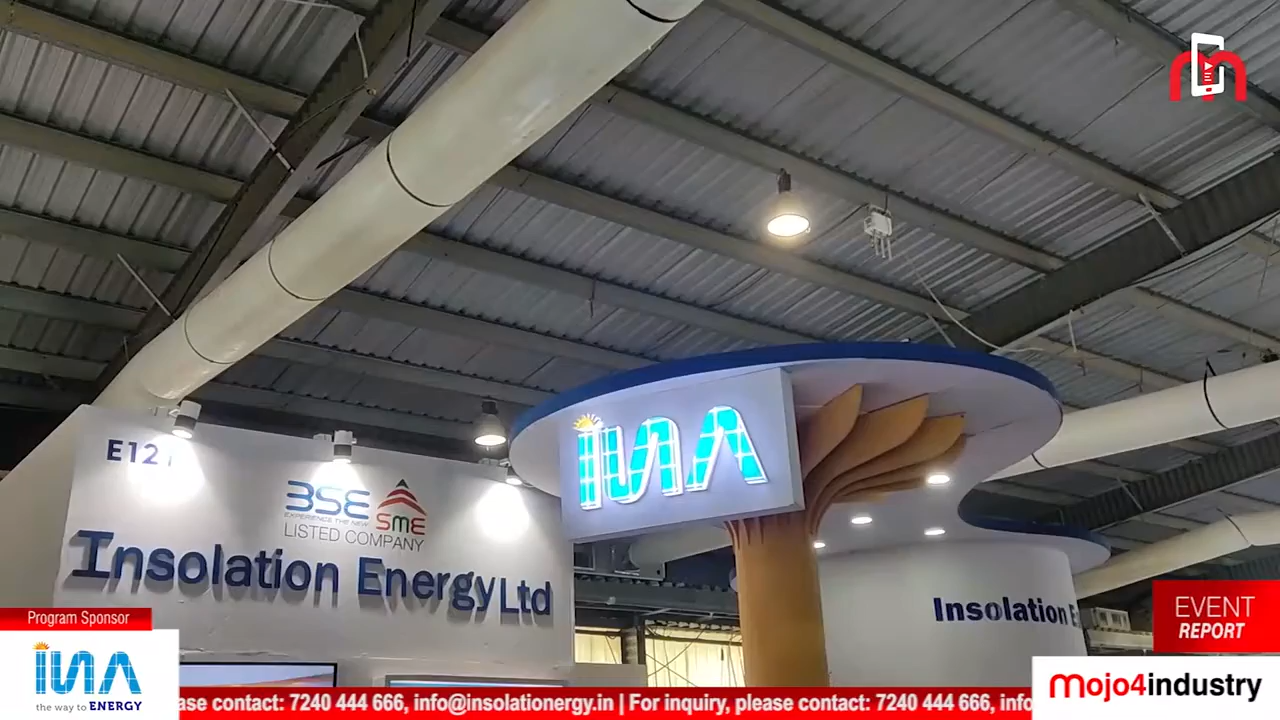 E121
BSE
EXPERIENCE THE NEW
SME
LISTED COMPANY
Insolation Energy Ltd
INA
Insolation E
Program Sponsor
INA
the way to ENERGY
EVENT
REPORT
ase contact: 7240 444 666, info@insolationergy.in | For inquiry, please contact: 7240 444 666, info
mojo4industry